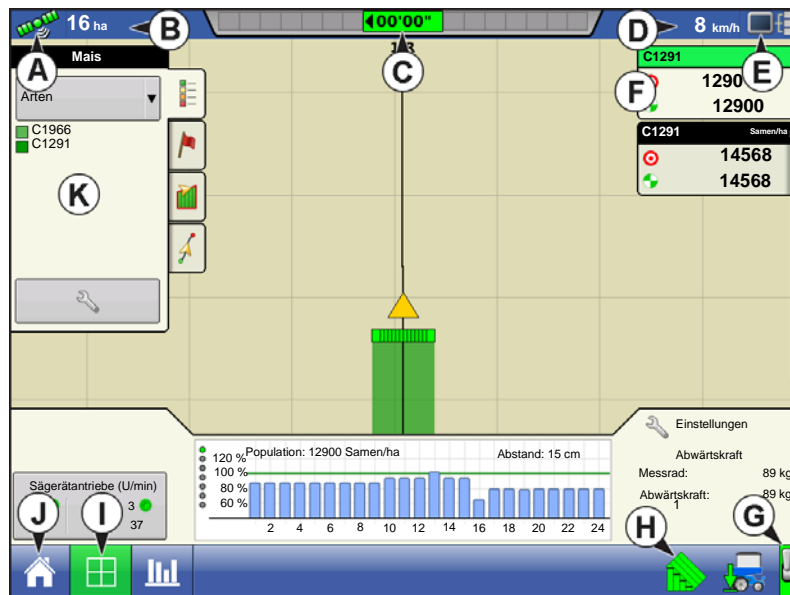 16 ha
B
00'00"
D
8 km/h
A
C
E
Mais
Arten
C1966
C1291
K
C1291
F
12900
C1291 Samen/ha
14568
14568
Einstellungen
Abwärtskraft
Messrad: 89 kg
Abwärtskraft: 89 kg
1
Population: 12900 Samen/ha
Abstand: 15 cm
120 %
100 %
80 %
60 %
2 4 6 8 10 12 14 16 18 20 22 24
Sägerätantriebe (U/min)
3
37
J
I
H
G